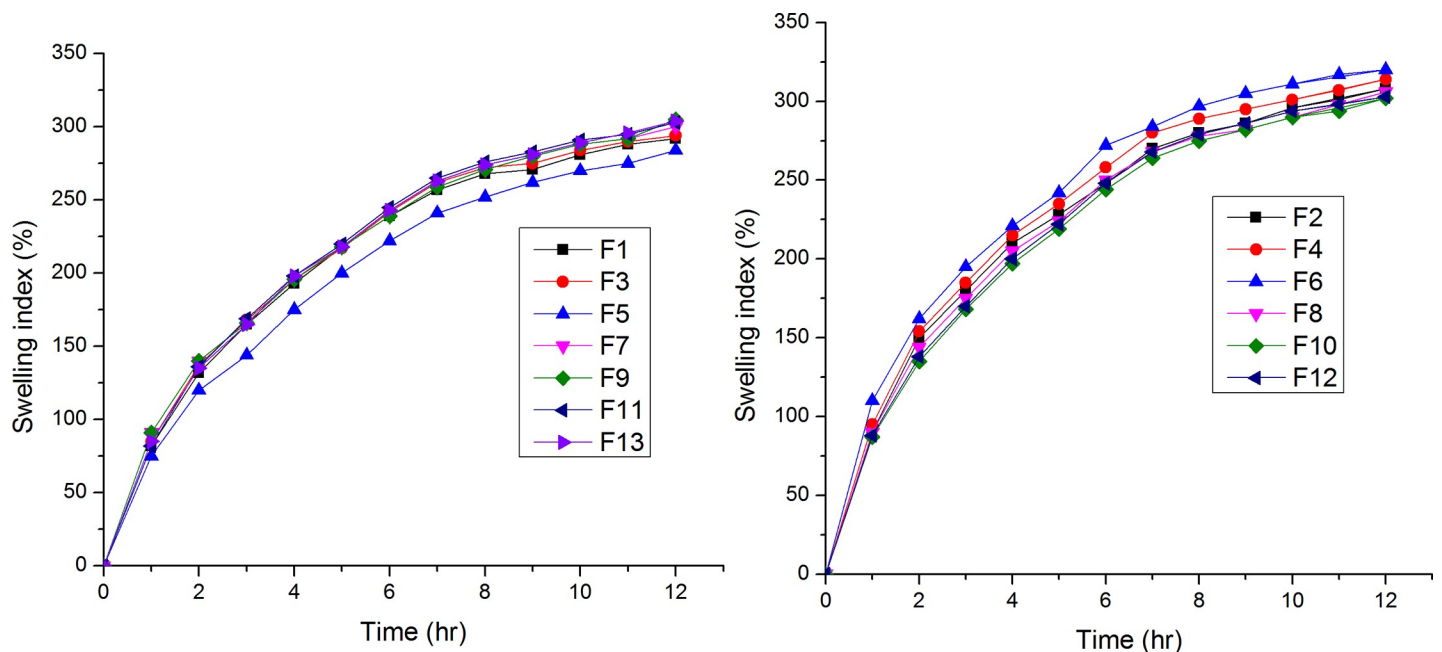 350
300
250
200
150
100
50
0
Swelling index (%)
F1
F3
F5
F7
F9
F11
F13
0 2 4 6 8 10 12
Time (hr)
350
300
250
200
150
100
50
0
Swelling index (%)
F2
F4
F6
F8
F10
F12
0 2 4 6 8 10 12
Time (hr)